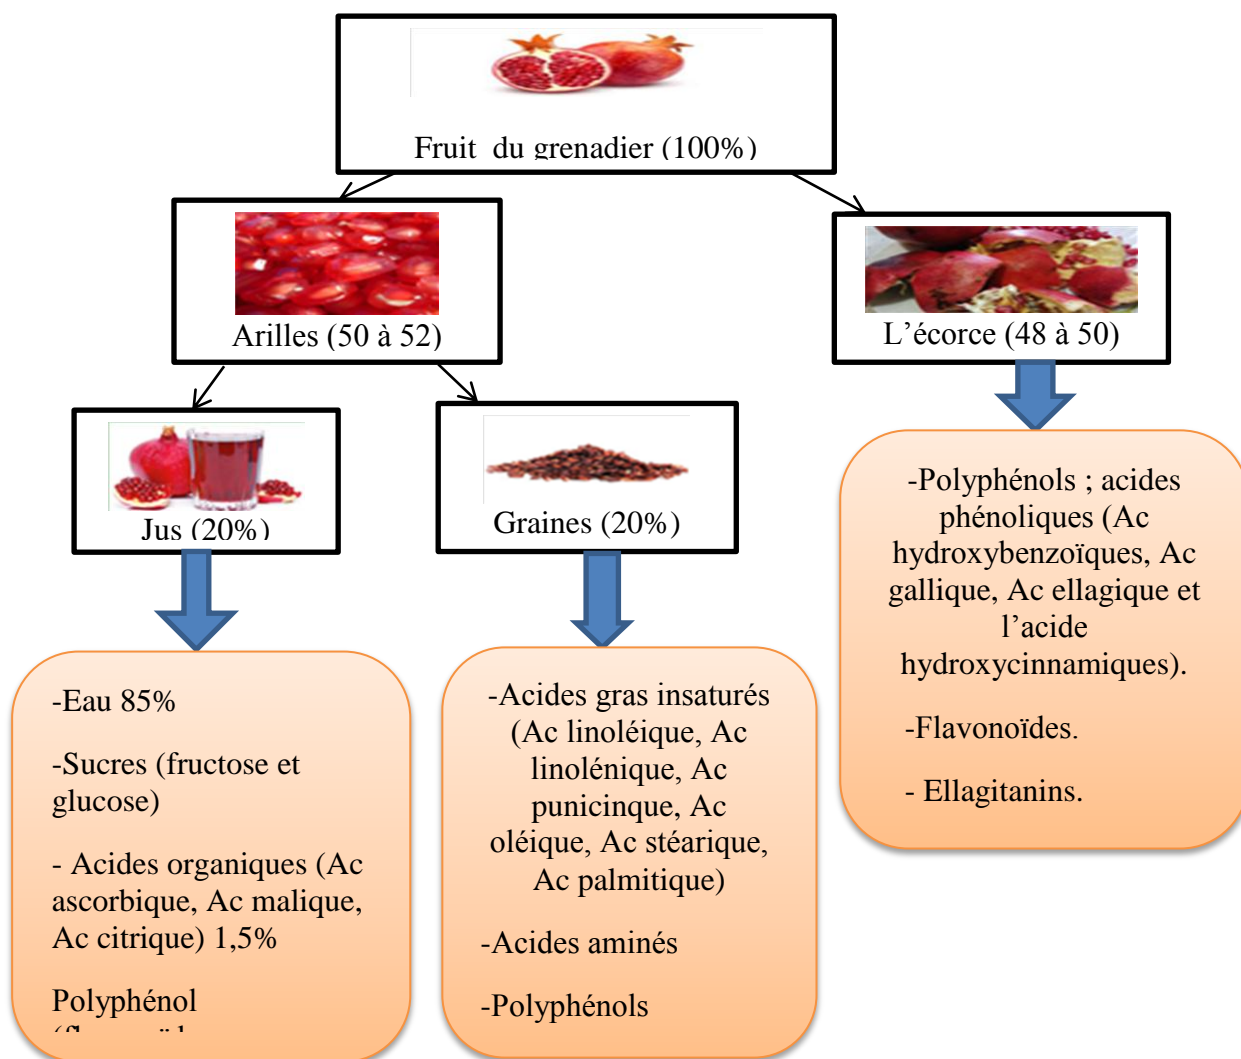 Fruit du grenadier (100%)
Arilles (50 à 52)
L’écorce (48 à 50)
Jus (20%)
Graines (20%)
-Polyphénols ; acides
phénoliques (Ac
hydroxybenzoïques, Ac
gallique, Ac ellagique et
l’acide
hydroxycinnamiques).
-Flavonoïdes.
- Ellagitanins.
-Eau 85%
-Sucres (fructose et
glucose)
- Acides organiques (Ac
ascorbique, Ac malique,
Ac citrique) 1,5%
Polyphénol
-Acides gras insaturés
(Ac linoléique, Ac
linolénique, Ac
punicinque, Ac
oléique, Ac stéarique,
Ac palmitique)
-Acides aminés
-Polyphénols